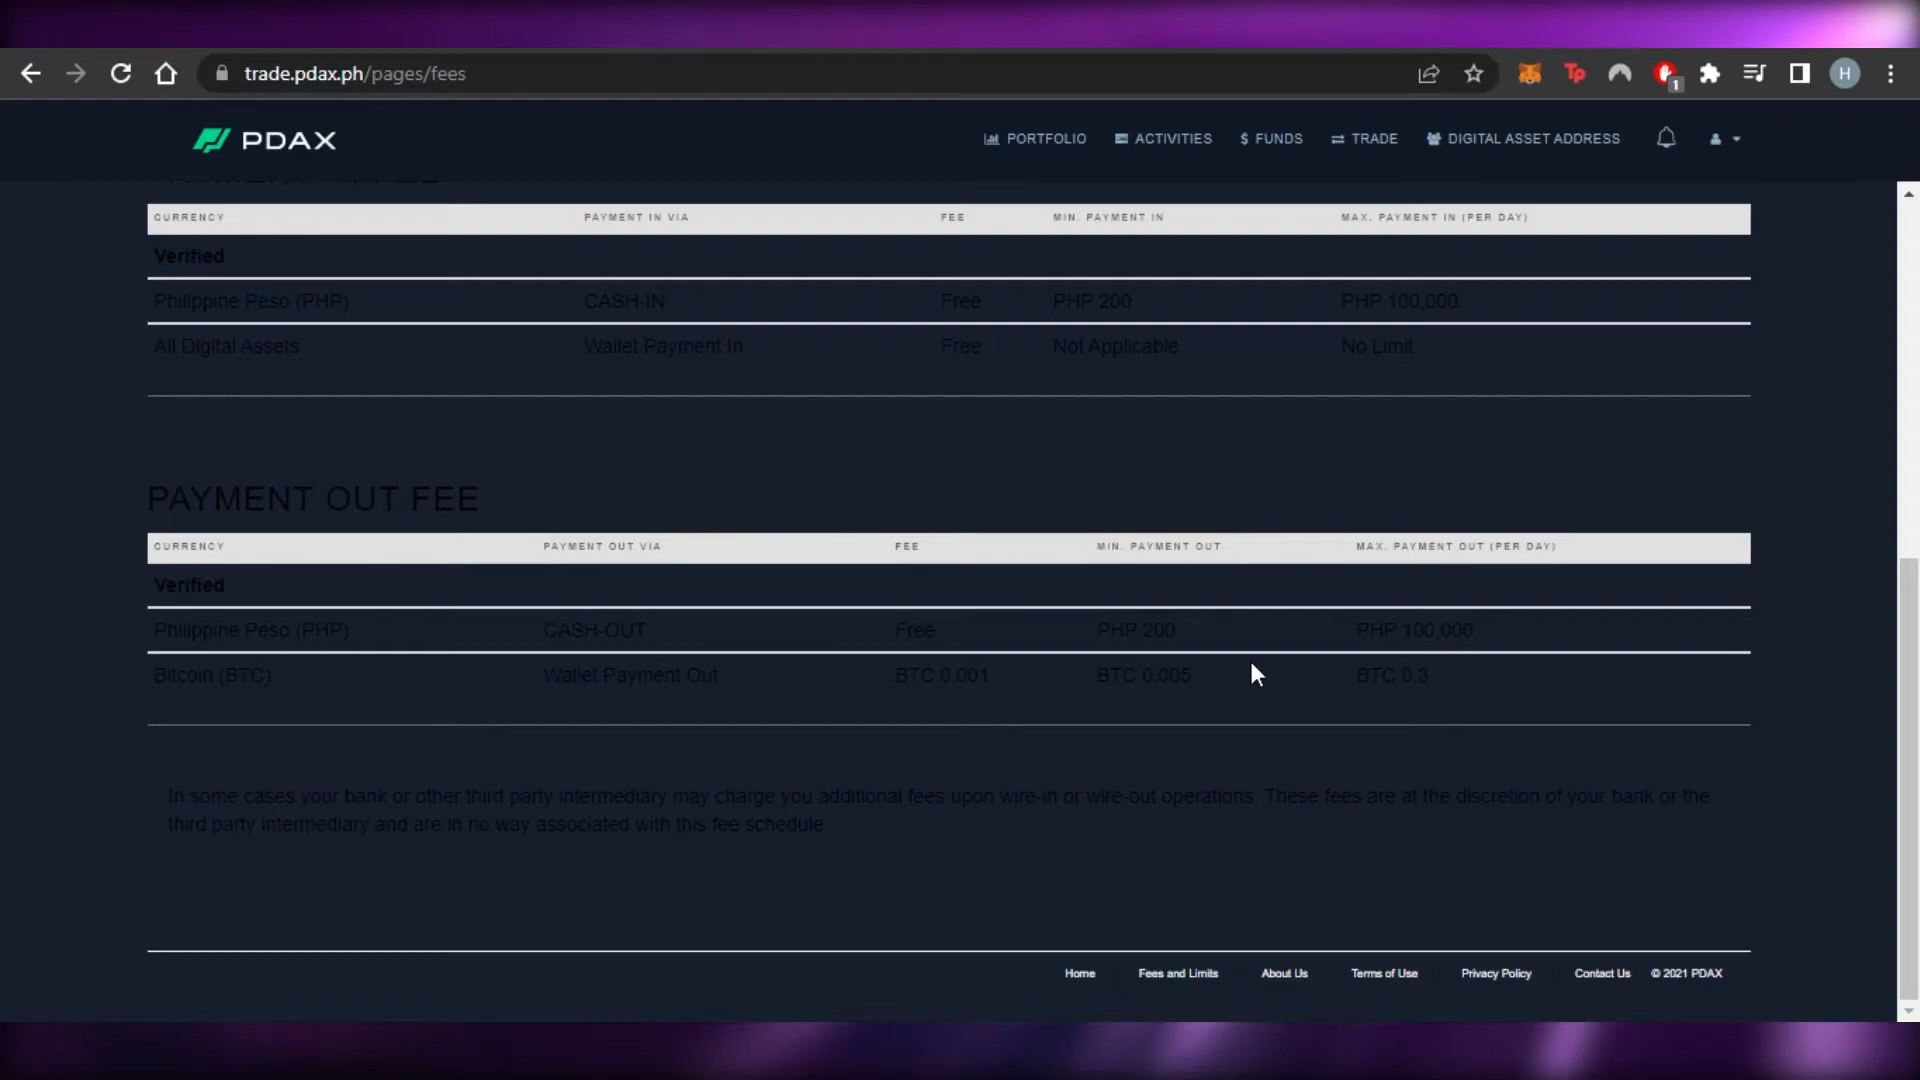 trade.pdax.ph/pages/fees
Tp
1
H
PDAX
PORTFOLIO
ACTIVITIES
$ FUNDS
TRADE
DIGITAL ASSET ADDRESS
CURRENCY PAYMENT IN VIA FEE MIN. PAYMENT IN MAX. PAYMENT IN (PER DAY)
Verified
Philippine Peso (PHP) CASH-IN Free PHP 200 PHP 100,000
All Digital Assets Wallet Payment In Free Not Applicable No Limit
PAYMENT OUT FEE
CURRENCY PAYMENT OUT VIA FEE MIN. PAYMENT OUT MAX. PAYMENT OUT (PER DAY)
Verified
Philippine Peso (PHP) CASH-OUT Free PHP 200 PHP 100,000
Bitcoin (BTC) Wallet Payment Out BTC 0.001 BTC 0.005 BTC 0.3
In some cases your bank or other third party intermediary may charge you additional fees upon wire-in or wire-out operations. These fees are at the discretion of your bank or the
third party intermediary and are in no way associated with this fee schedule
Home Fees and Limits About Us Terms of Use Privacy Policy Contact Us © 2021 PDAX